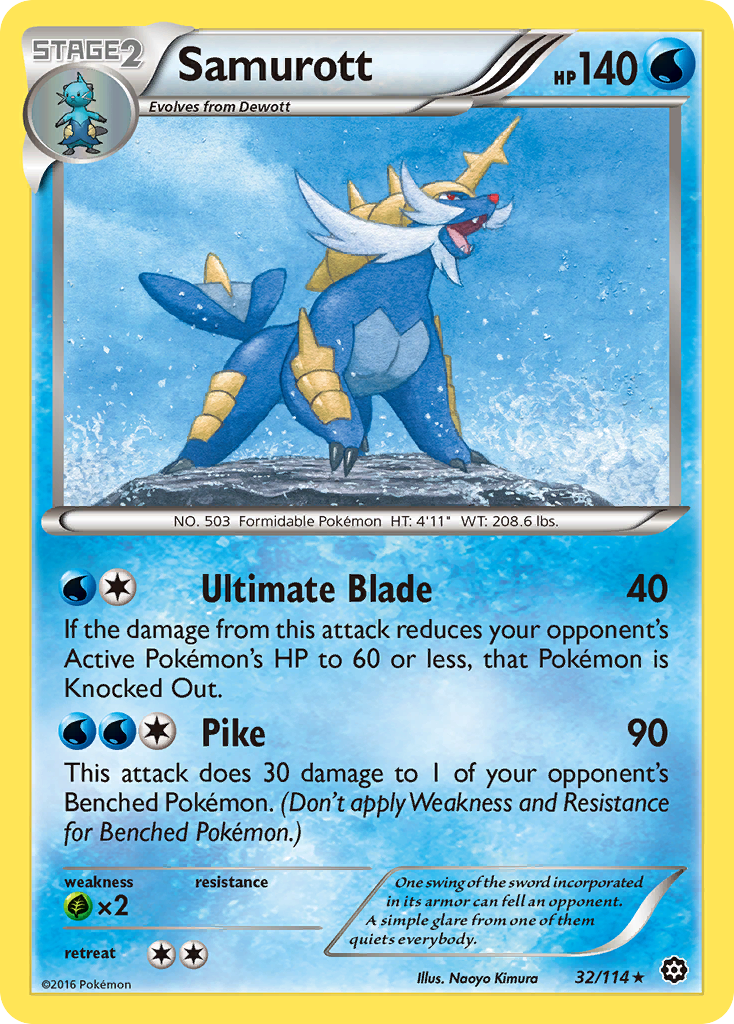 STAGE2
Samurott
HP140
Evolves from Dewott
NO. 503 Formidable Pokémon HT: 4'11" WT: 208.6 lbs.
Ultimate Blade 40
If the damage from this attack reduces your opponent's
Active Pokémon's HP to 60 or less, that Pokémon is
Knocked Out.
Pike 90
This attack does 30 damage to 1 of your opponent's
Benched Pokémon. (Don't apply Weakness and Resistance
for Benched Pokémon.)
weakness resistance
×2
retreat
One swing of the sword incorporated
in its armor can fell an opponent.
A simple glare from one of them
quiets everybody.
©2016 Pokémon
Illus. Naoyo Kimura 32/114 ★